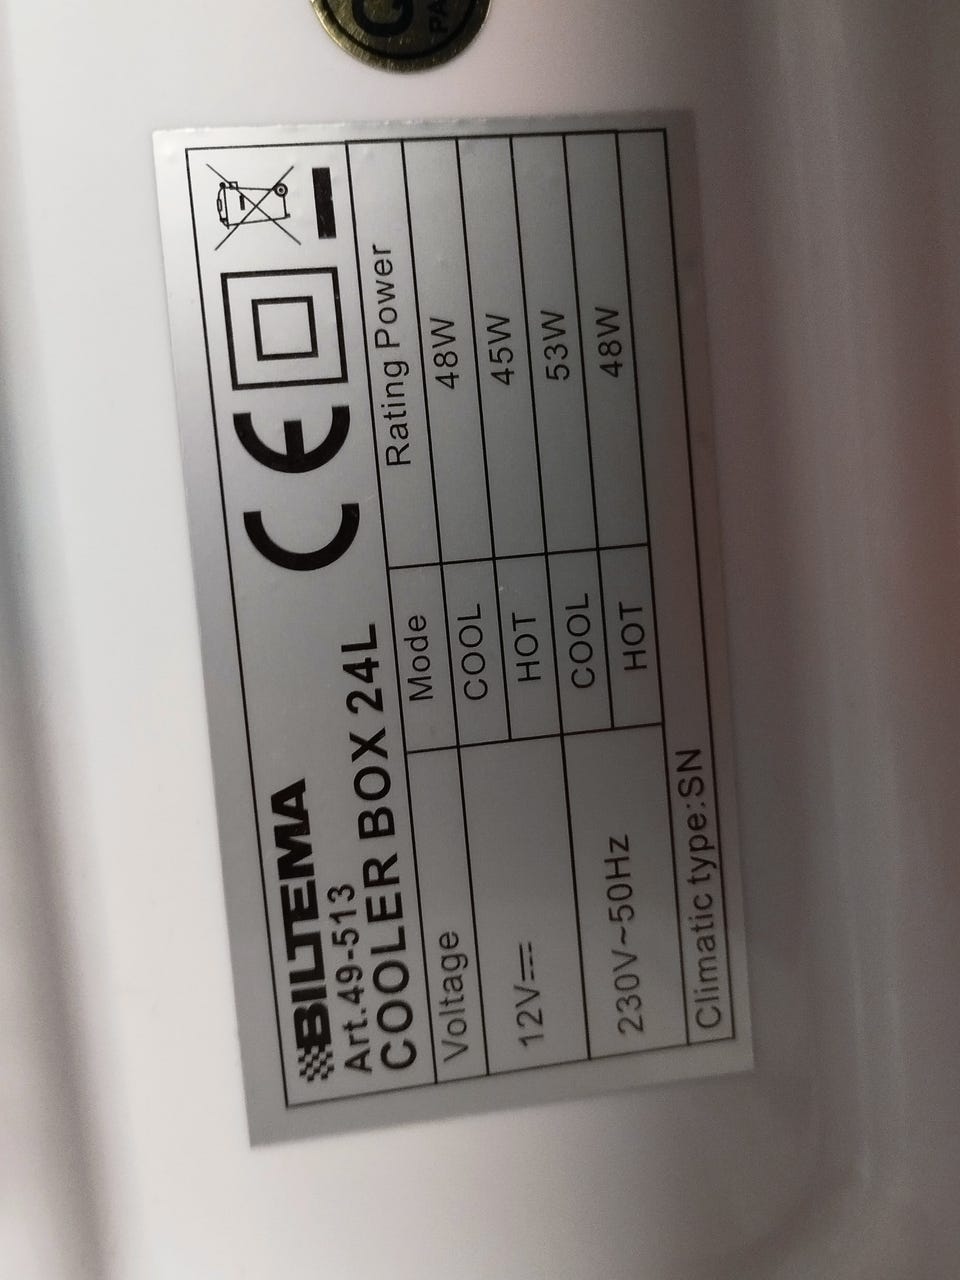 BILTEMA
Art.49-513
COOLER BOX 24L
CE
Voltage Mode Rating Power
12V⎓ COOL 48W
HOT 45W
230V~50Hz COOL 53W
HOT 48W
Climatic type:SN